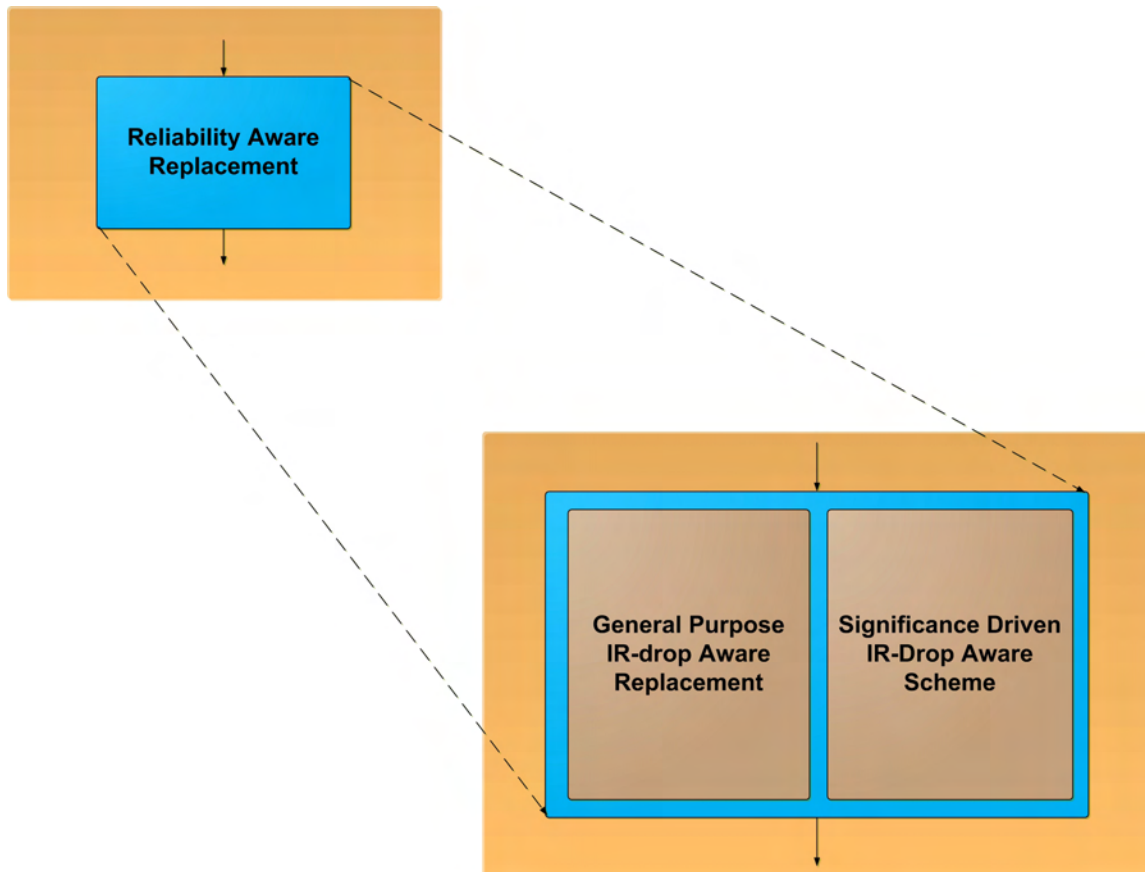 Reliability Aware
Replacement
General Purpose
IR-drop Aware
Replacement
Significance Driven
IR-Drop Aware
Scheme